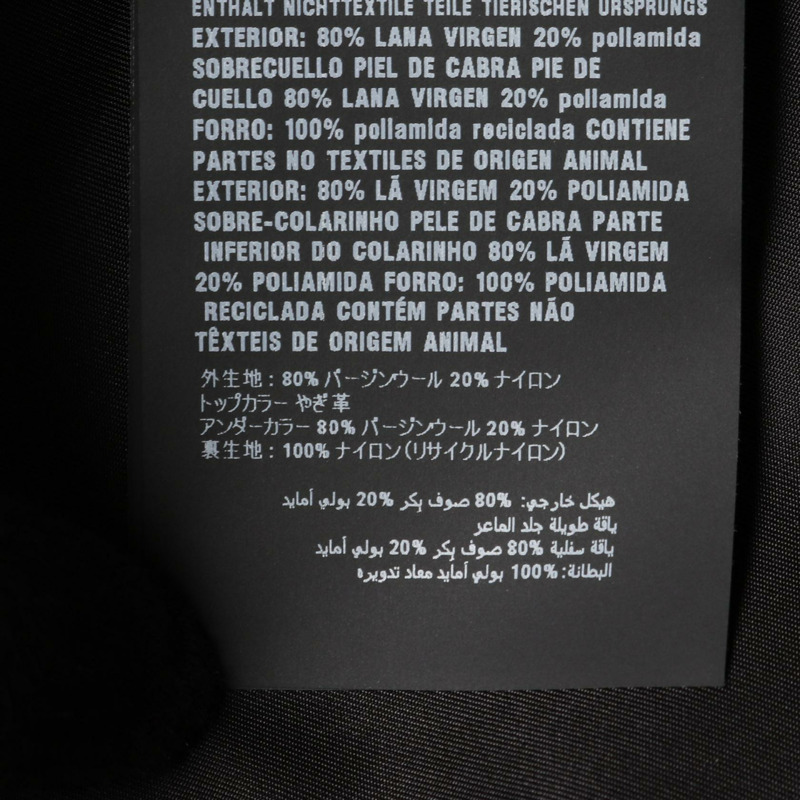 ENTHÄLT NICHTTEXTILE TEILE TIERISCHEN URSPRUNGS
EXTERIOR: 80% LANA VIRGEN 20% poliamida
SOBRECUELLO PIEL DE CABRA PIE DE
CUELLO 80% LANA VIRGEN 20% poliamida
FORRO: 100% poliamida reciclada CONTIENE
PARTES NO TEXTILES DE ORIGEN ANIMAL
EXTERIOR: 80% LÃ VIRGEM 20% POLIAMIDA
SOBRE-COLARINHO PELE DE CABRA PARTE
INFERIOR DO COLARINHO 80% LÃ VIRGEM
20% POLIAMIDA FORRO: 100% POLIAMIDA
RECICLADA CONTÉM PARTES NÃO
TÊXTEIS DE ORIGEM ANIMAL
外生地 : 80% バージンウール 20% ナイロン
トップカラー やぎ革
アンダーカラー 80% バージンウール 20% ナイロン
裏生地 : 100% ナイロン(リサイクルナイロン)
هيكل خارجي: 80% صوف بِكر 20% بولي أمايد
ياقة طويلة جلد الماعز
ياقة سفلية 80% صوف بِكر 20% بولي أمايد
البطانة: 100% بولي أمايد معاد تدويره